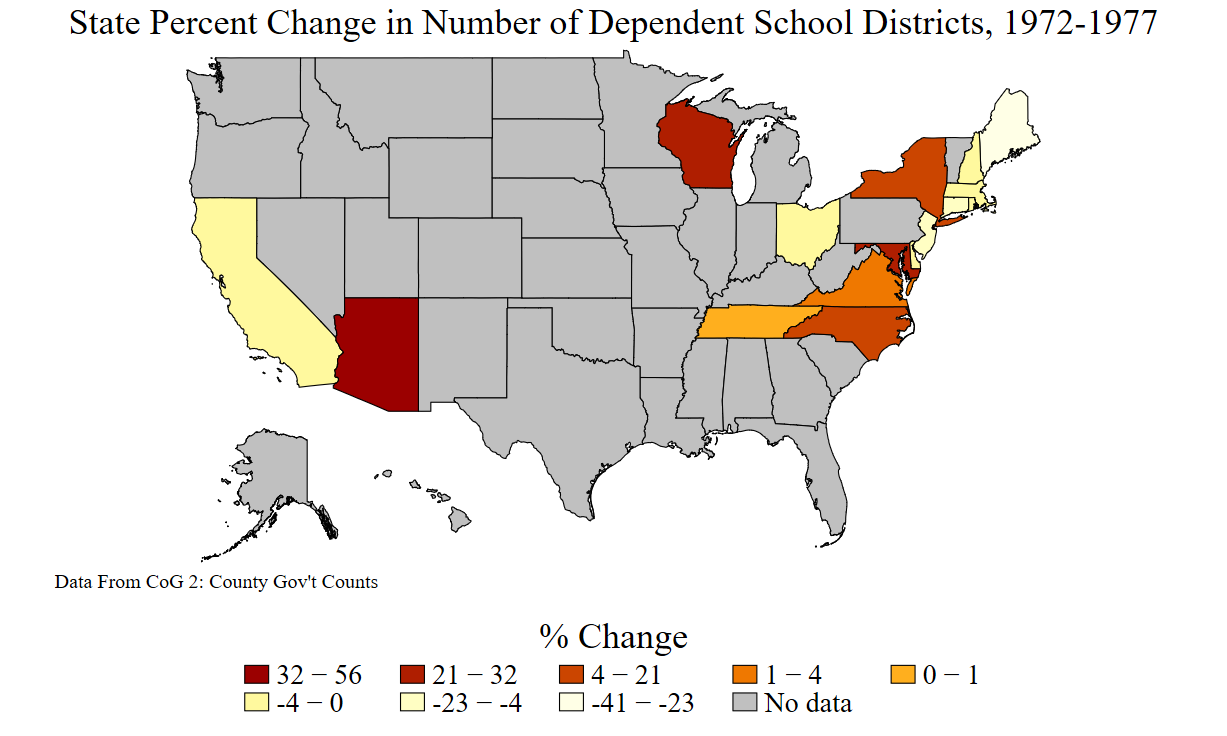 State Percent Change in Number of Dependent School Districts, 1972-1977
Data From CoG 2: County Gov't Counts
% Change
32 − 56 21 − 32 4 − 21 1 − 4 0 − 1
-4 − 0 -23 − -4 -41 − -23 No data